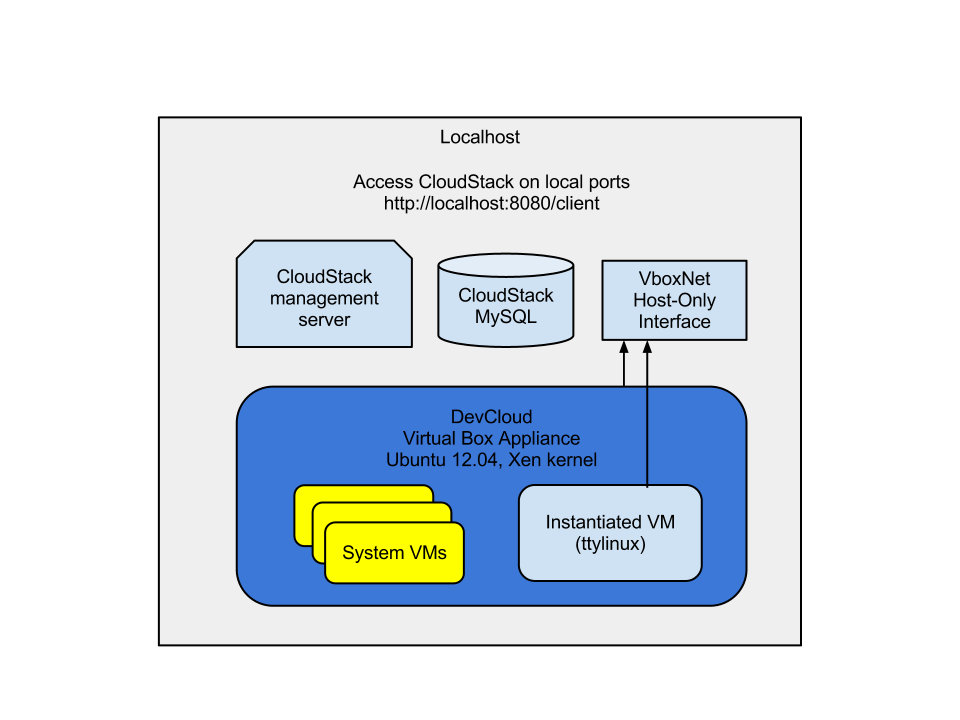 Localhost
Access CloudStack on local ports
http://localhost:8080/client
CloudStack
management
server
CloudStack
MySQL
VboxNet
Host-Only
Interface
DevCloud
Virtual Box Appliance
Ubuntu 12.04, Xen kernel
System VMs
Instantiated VM
(ttylinux)